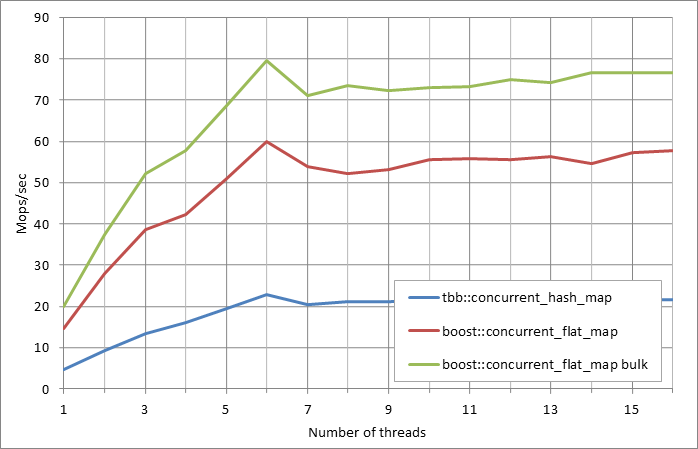 90
80
70
60
50
40
30
20
10
0
Mops/sec
tbb::concurrent_hash_map
boost::concurrent_flat_map
boost::concurrent_flat_map bulk
1 3 5 7 9 11 13 15
Number of threads